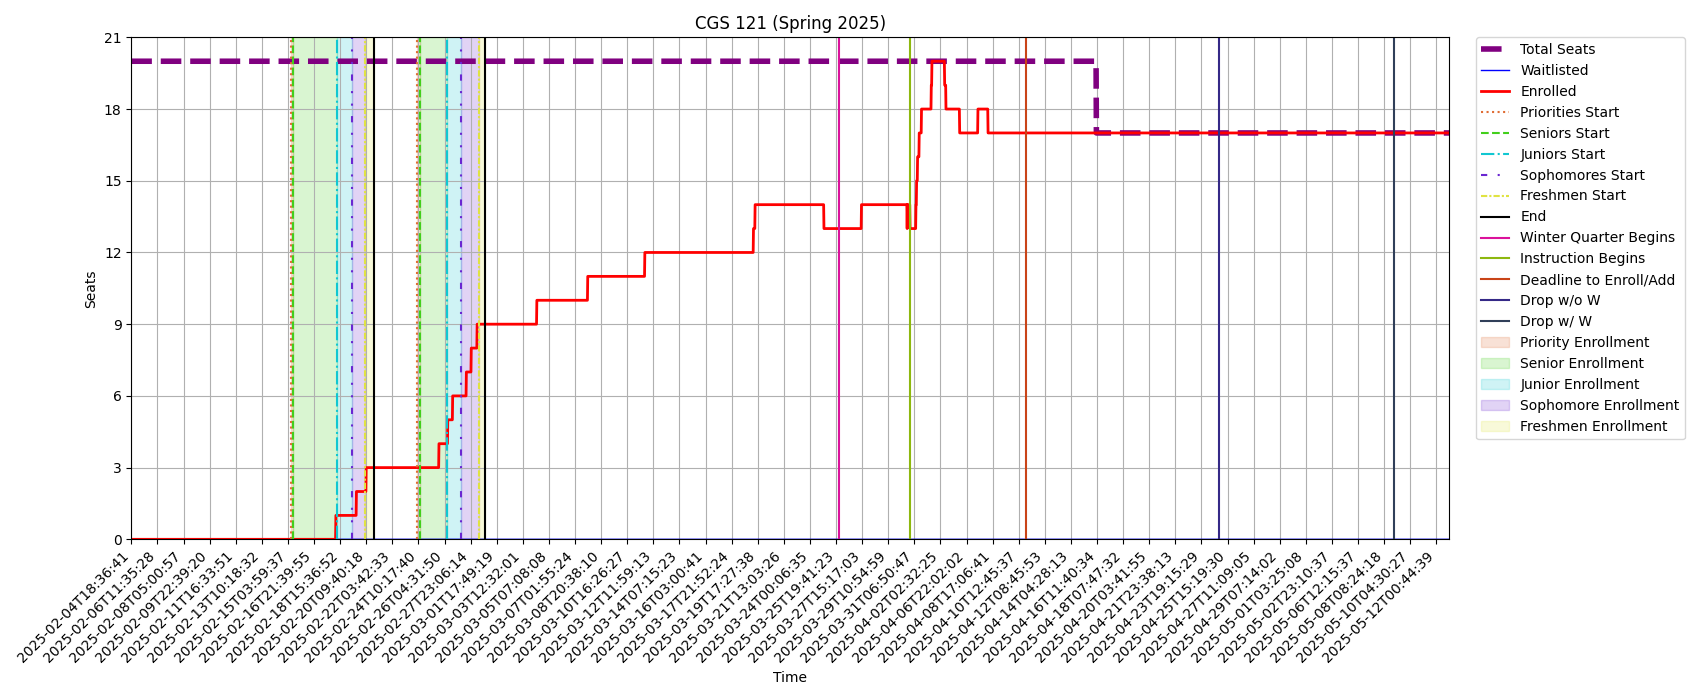 CGS 121 (Spring 2025)
21
18
15
12
9
6
3
0
Seats
2025-02-04T18:36:41
2025-02-06T11:35:28
2025-02-08T05:00:57
2025-02-09T22:39:20
2025-02-11T16:33:51
2025-02-13T10:18:32
2025-02-15T03:59:37
2025-02-16T21:39:55
2025-02-18T15:36:52
2025-02-20T09:40:18
2025-02-22T03:42:33
2025-02-24T10:17:40
2025-02-26T04:31:50
2025-02-27T23:06:14
2025-03-01T17:49:19
2025-03-03T12:32:01
2025-03-05T07:08:08
2025-03-07T01:55:24
2025-03-08T20:38:10
2025-03-10T16:26:27
2025-03-12T11:59:13
2025-03-14T07:15:23
2025-03-16T03:00:41
2025-03-17T21:52:24
2025-03-19T17:27:38
2025-03-21T13:03:26
2025-03-24T00:06:35
2025-03-25T19:41:23
2025-03-27T15:17:03
2025-03-29T10:54:59
2025-03-31T06:50:47
2025-04-02T02:32:25
2025-04-06T22:02:02
2025-04-08T17:06:41
2025-04-10T12:45:37
2025-04-12T08:45:53
2025-04-14T04:28:13
2025-04-16T11:40:34
2025-04-18T07:47:32
2025-04-20T03:41:55
2025-04-21T23:38:13
2025-04-23T19:15:29
2025-04-25T15:19:30
2025-04-27T11:09:05
2025-04-29T07:14:02
2025-05-01T03:25:08
2025-05-02T23:10:37
2025-05-06T12:15:37
2025-05-08T08:24:18
2025-05-10T04:30:27
2025-05-12T00:44:39
Time
Total Seats
Waitlisted
Enrolled
Priorities Start
Seniors Start
Juniors Start
Sophomores Start
Freshmen Start
End
Winter Quarter Begins
Instruction Begins
Deadline to Enroll/Add
Drop w/o W
Drop w/ W
Priority Enrollment
Senior Enrollment
Junior Enrollment
Sophomore Enrollment
Freshmen Enrollment